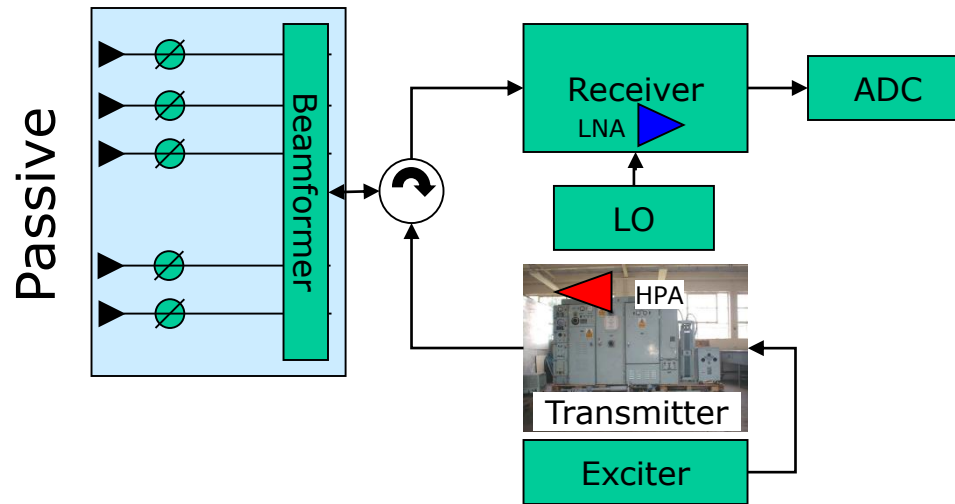 Passive
Beamformer
Receiver
LNA
ADC
LO
HPA
Transmitter
Exciter